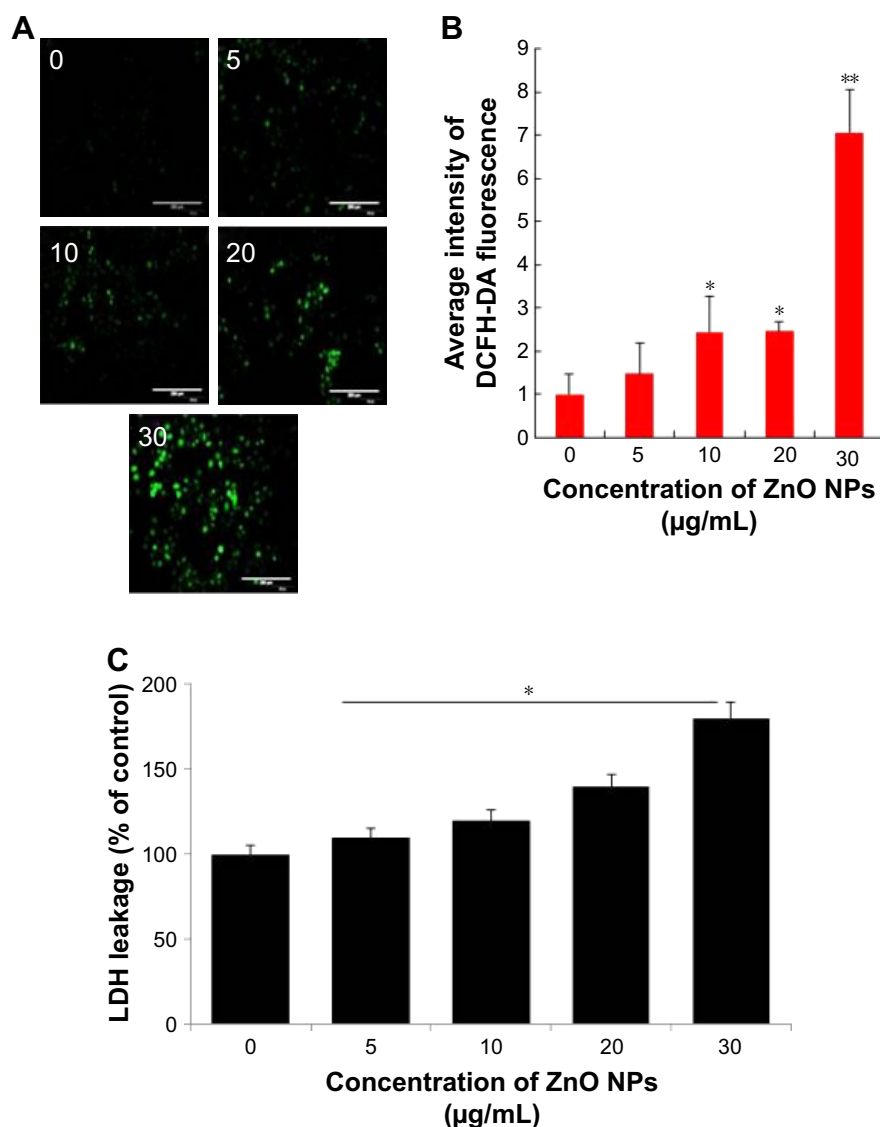 A
0
5
10
20
30
B
Average intensity of
DCFH-DA fluorescence
9
8
7
6
5
4
3
2
1
0
*
*
**
0 5 10 20 30
Concentration of ZnO NPs
(µg/mL)
C
LDH leakage (% of control)
200
150
100
50
0
*
0 5 10 20 30
Concentration of ZnO NPs
(µg/mL)